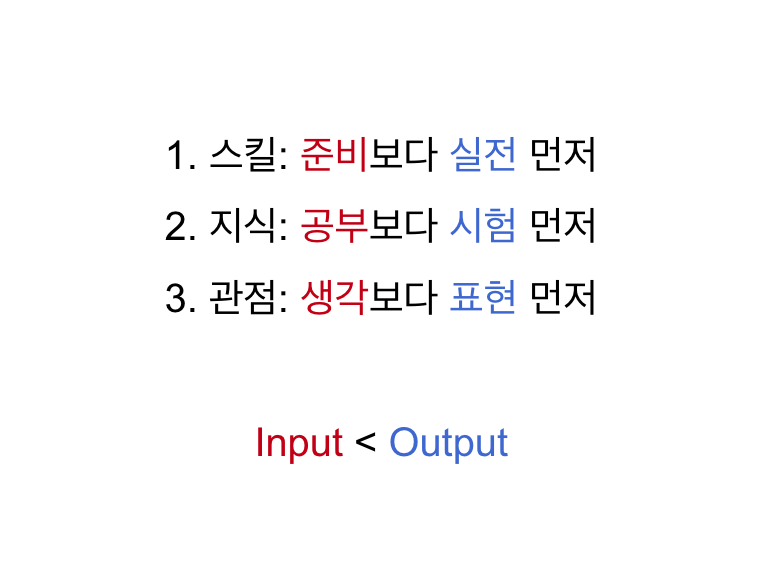 1. 스킬: 준비보다 실전 먼저
2. 지식: 공부보다 시험 먼저
3. 관점: 생각보다 표현 먼저
Input < Output